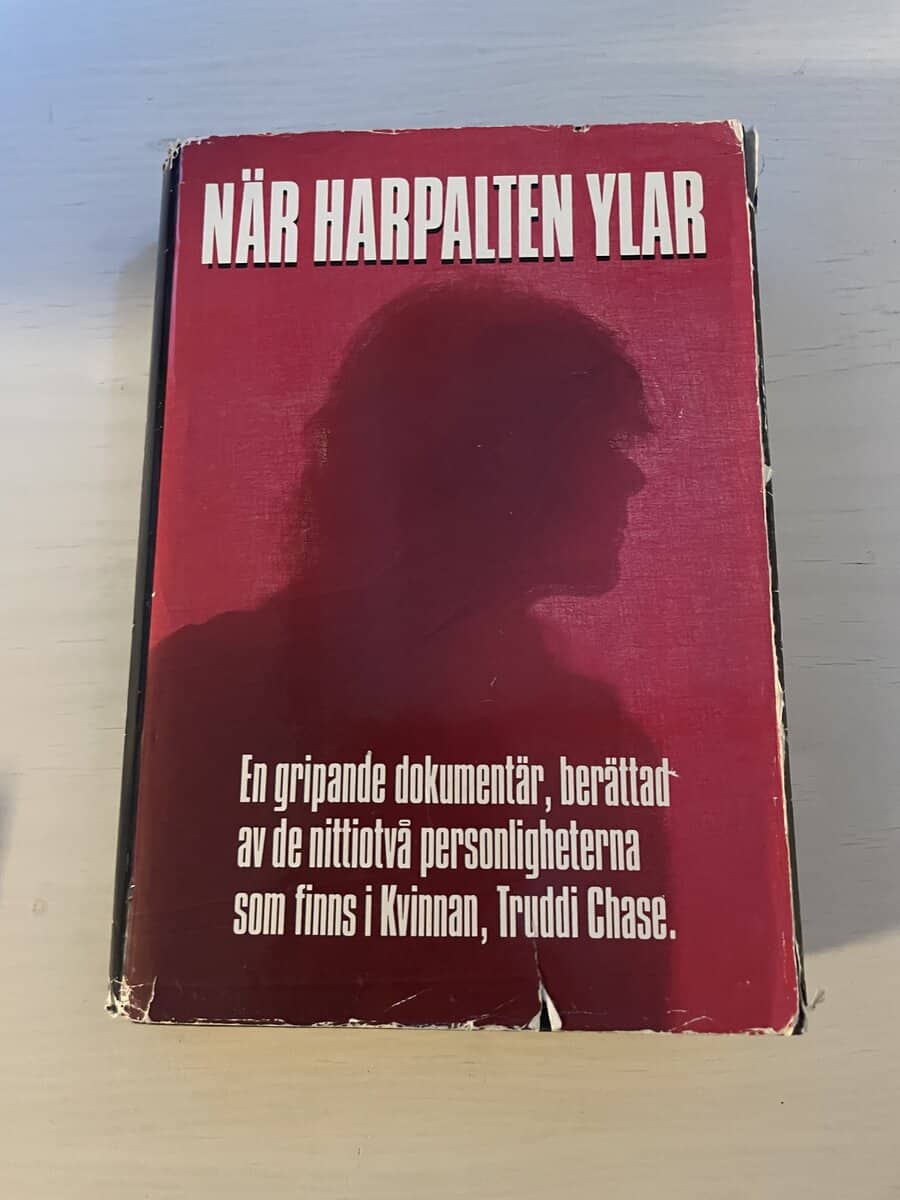 NÄR HARPALTEN YLAR
En gripande dokumentär, berättad
av de nittiotvå personligheterna
som finns i Kvinnan, Truddi Chase.